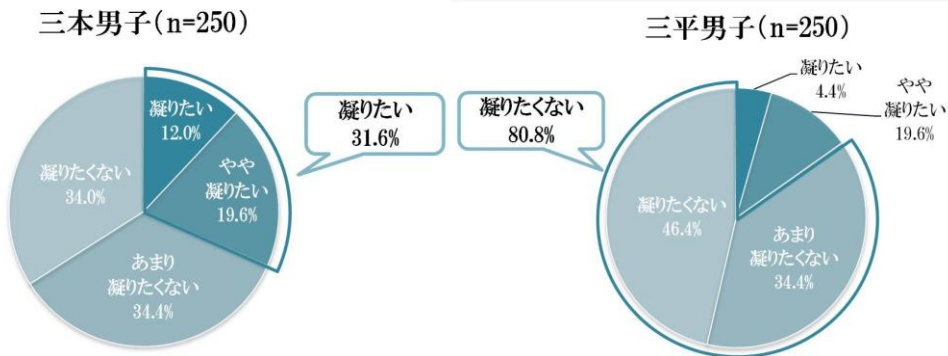 三本男子(n=250)
凝りたい
12.0%
やや
凝りたい
19.6%
あまり
凝りたくない
34.4%
凝りたくない
34.0%
凝りたい
31.6%
三平男子(n=250)
凝りたくない
80.8%
凝りたい
4.4%
やや
凝りたい
19.6%
あまり
凝りたくない
34.4%
凝りたくない
46.4%